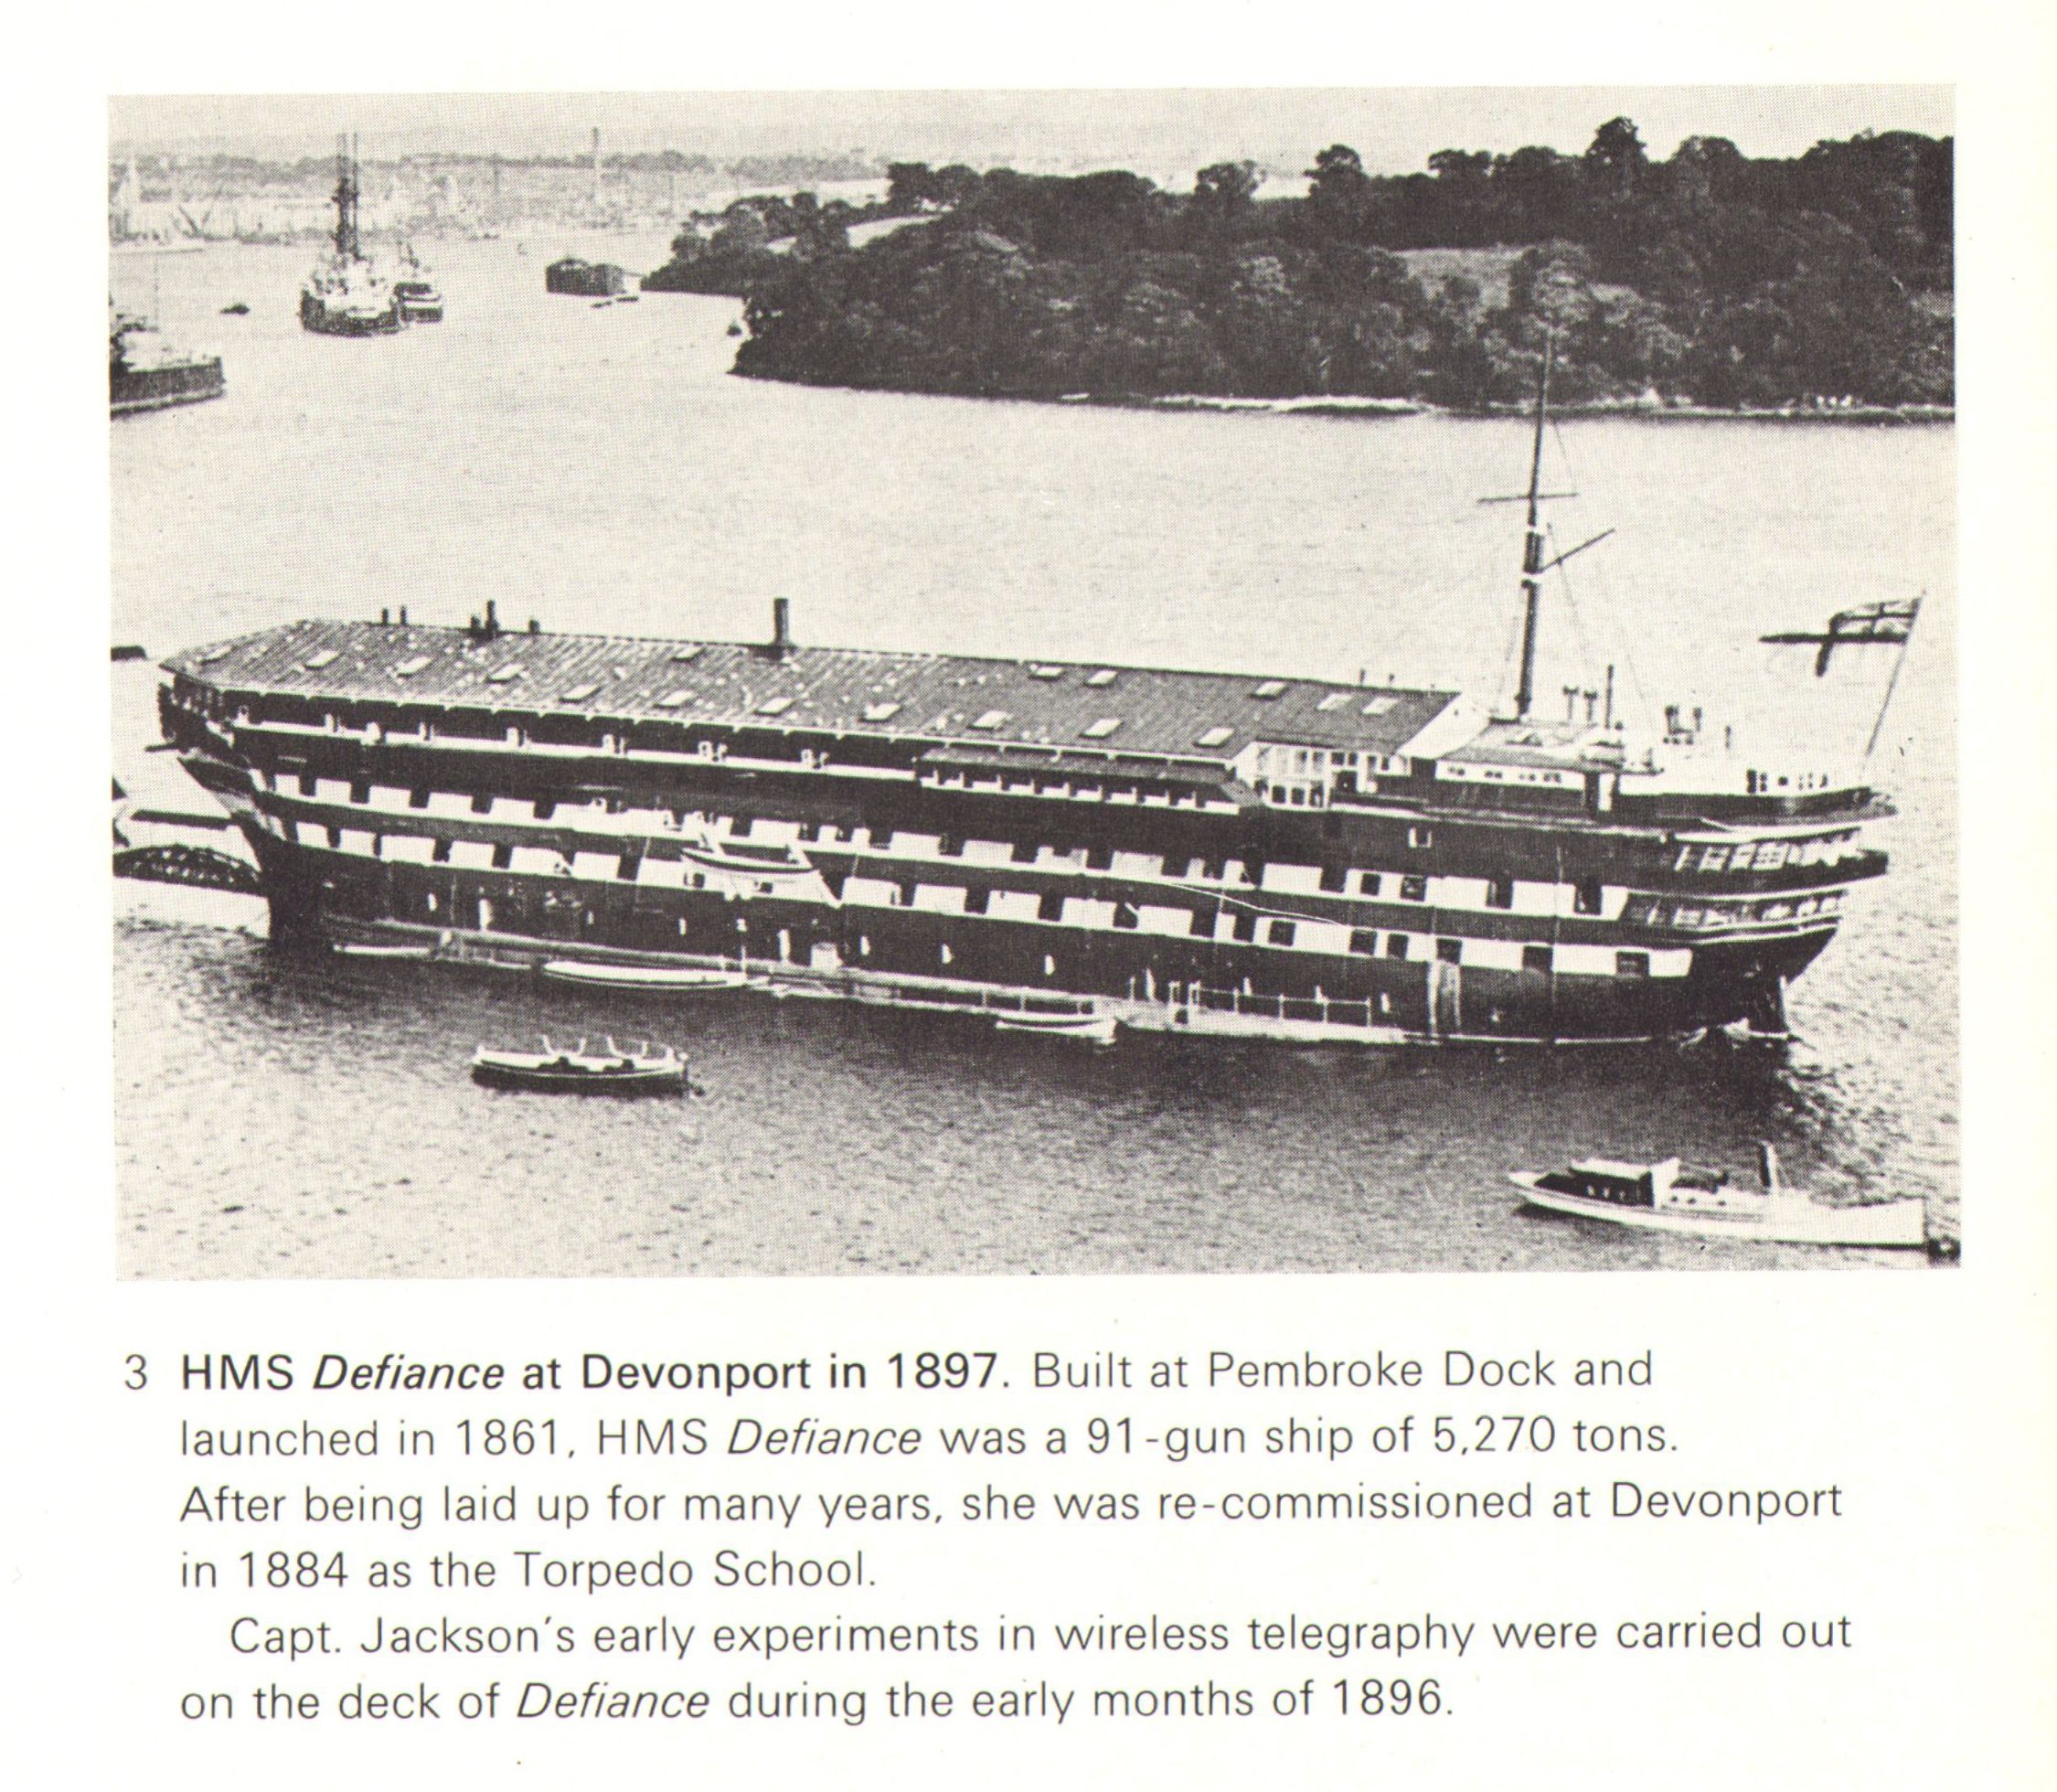 3 HMS Defiance at Devonport in 1897. Built at Pembroke Dock and
launched in 1861, HMS Defiance was a 91-gun ship of 5,270 tons.
After being laid up for many years, she was re-commissioned at Devonport
in 1884 as the Torpedo School.
Capt. Jackson's early experiments in wireless telegraphy were carried out
on the deck of Defiance during the early months of 1896.